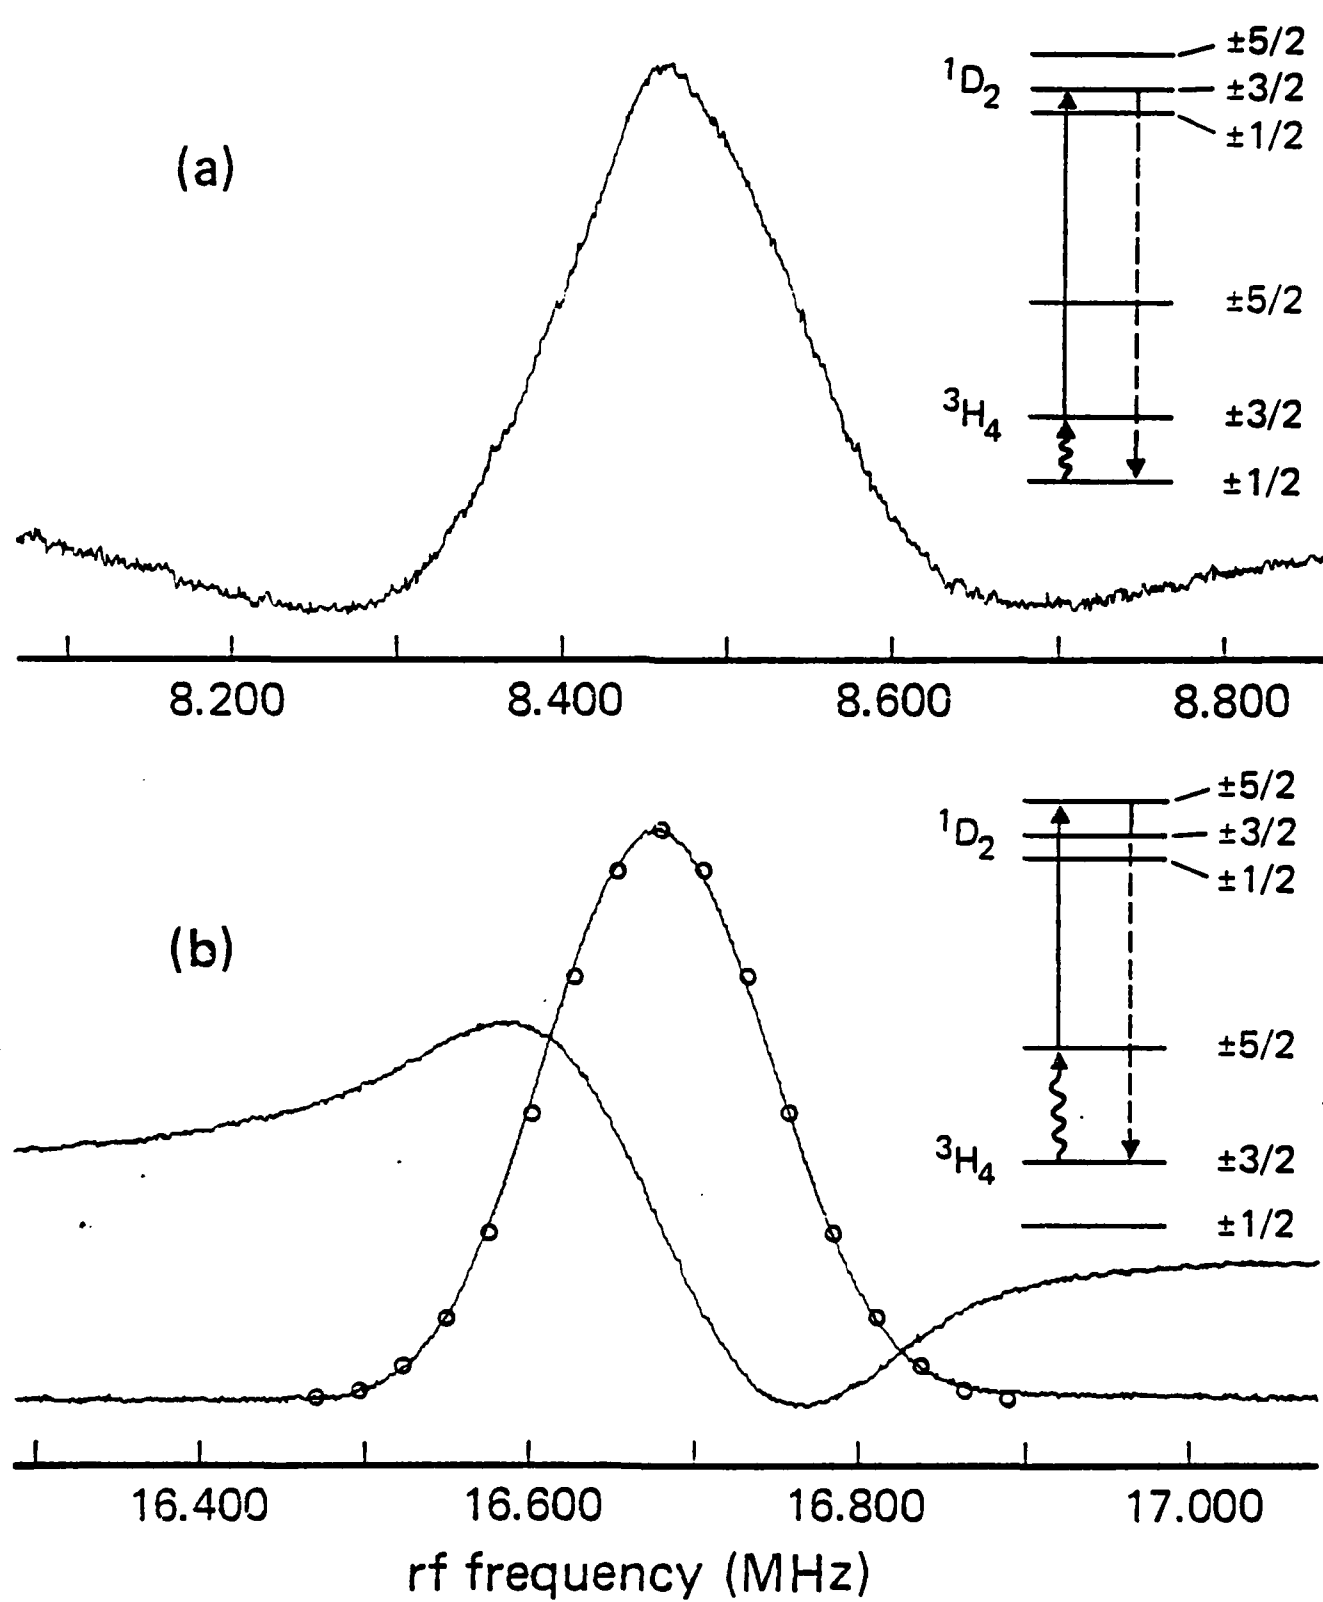 ±5/2
¹D₂
±3/2
±1/2
(a)
±5/2
³H₄
±3/2
±1/2
8.200 8.400 8.600 8.800
±5/2
¹D₂
±3/2
±1/2
(b)
±5/2
³H₄
±3/2
±1/2
16.400 16.600 16.800 17.000
rf frequency (MHz)